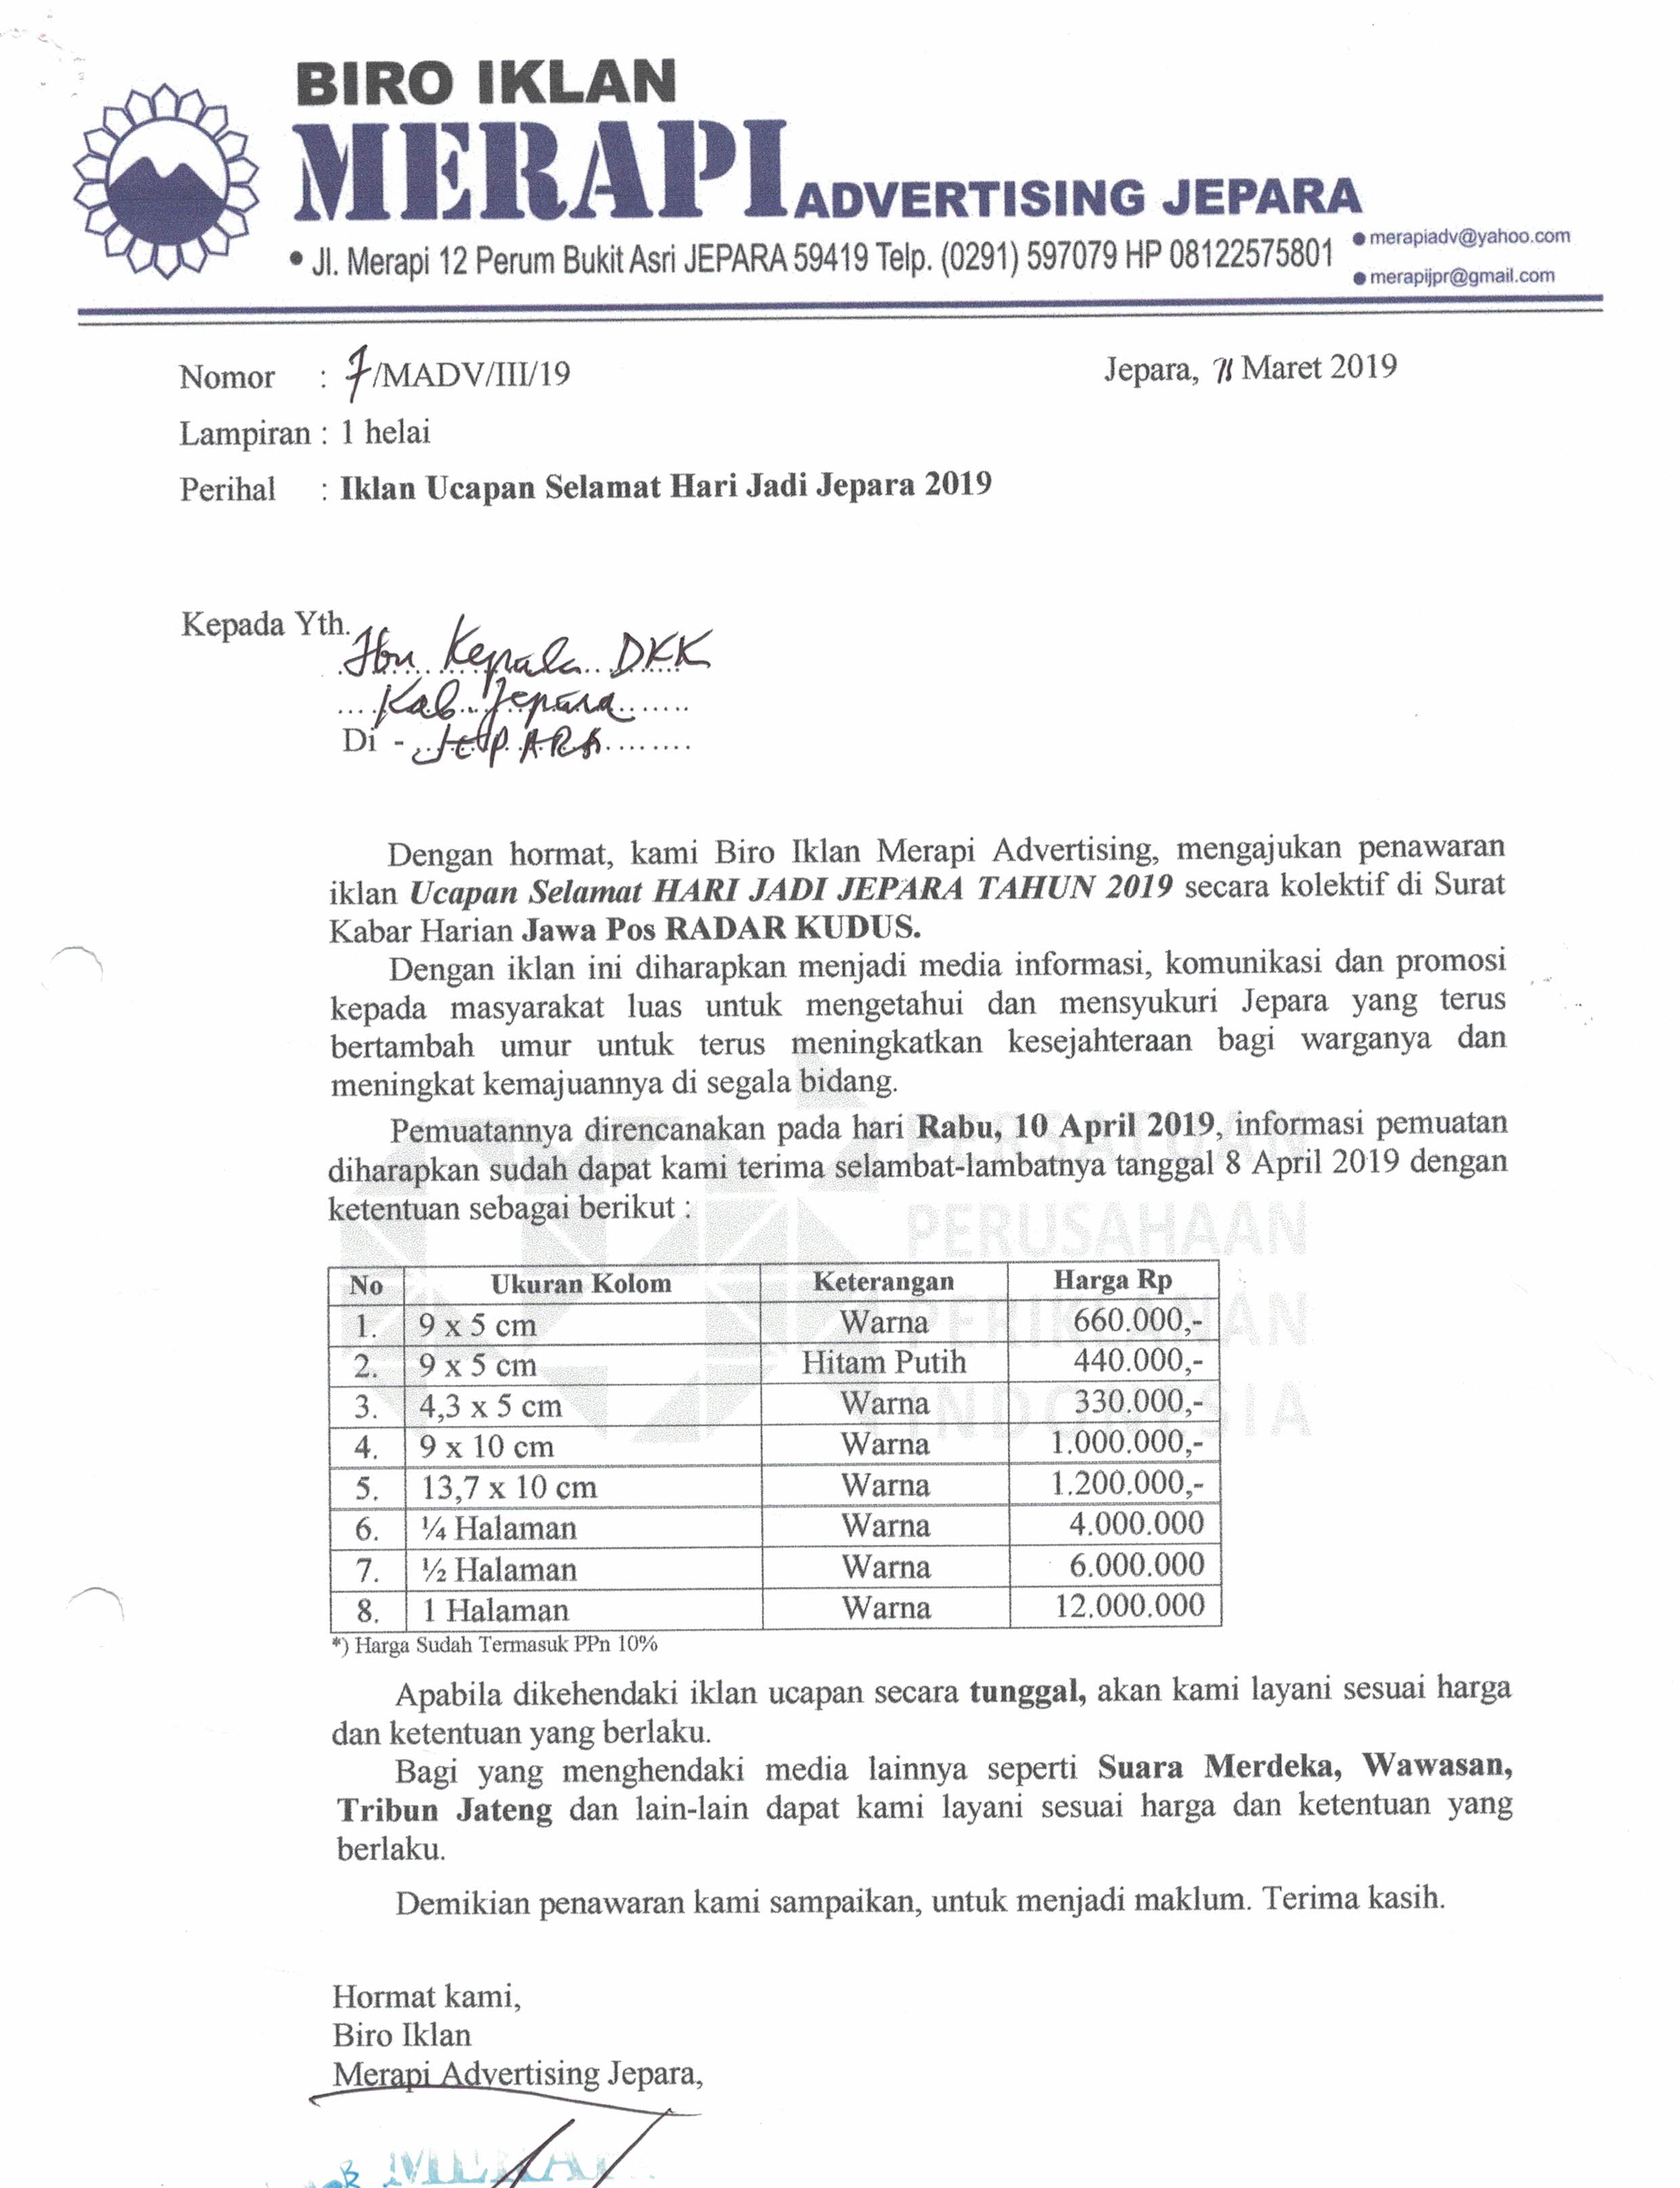 BIRO IKLAN
MERAPI ADVERTISING JEPARA
• Jl. Merapi 12 Perum Bukit Asri JEPARA 59419 Telp. (0291) 597079 HP 08122575801
● merapiadv@yahoo.com
● merapijpr@gmail.com
Nomor : 7/MADV/III/19
Jepara, Maret 2019
Lampiran : 1 helai
Perihal : Iklan Ucapan Selamat Hari Jadi Jepara 2019
Kepada Yth.
Ibu Kepala DKK
Kab. Jepara
Di - JEPARA
Dengan hormat, kami Biro Iklan Merapi Advertising, mengajukan penawaran
iklan Ucapan Selamat HARI JADI JEPARA TAHUN 2019 secara kolektif di Surat
Kabar Harian Jawa Pos RADAR KUDUS.
Dengan iklan ini diharapkan menjadi media informasi, komunikasi dan promosi
kepada masyarakat luas untuk mengetahui dan mensyukuri Jepara yang terus
bertambah umur untuk terus meningkatkan kesejahteraan bagi warganya dan
meningkat kemajuannya di segala bidang.
Pemuatannya direncanakan pada hari Rabu, 10 April 2019, informasi pemuatan
diharapkan sudah dapat kami terima selambat-lambatnya tanggal 8 April 2019 dengan
ketentuan sebagai berikut :
PERSATUAN
PERUSAHAAN
PERIKLANAN
INDONESIA
No Ukuran Kolom Keterangan Harga Rp
1. 9 x 5 cm Warna 660.000,-
2. 9 x 5 cm Hitam Putih 440.000,-
3. 4,3 x 5 cm Warna 330.000,-
4. 9 x 10 cm Warna 1.000.000,-
5. 13,7 x 10 cm Warna 1.200.000,-
6. ¼ Halaman Warna 4.000.000
7. ½ Halaman Warna 6.000.000
8. 1 Halaman Warna 12.000.000
*) Harga Sudah Termasuk PPn 10%
Apabila dikehendaki iklan ucapan secara tunggal, akan kami layani sesuai harga
dan ketentuan yang berlaku.
Bagi yang menghendaki media lainnya seperti Suara Merdeka, Wawasan,
Tribun Jateng dan lain-lain dapat kami layani sesuai harga dan ketentuan yang
berlaku.
Demikian penawaran kami sampaikan, untuk menjadi maklum. Terima kasih.
Hormat kami,
Biro Iklan
Merapi Advertising Jepara,